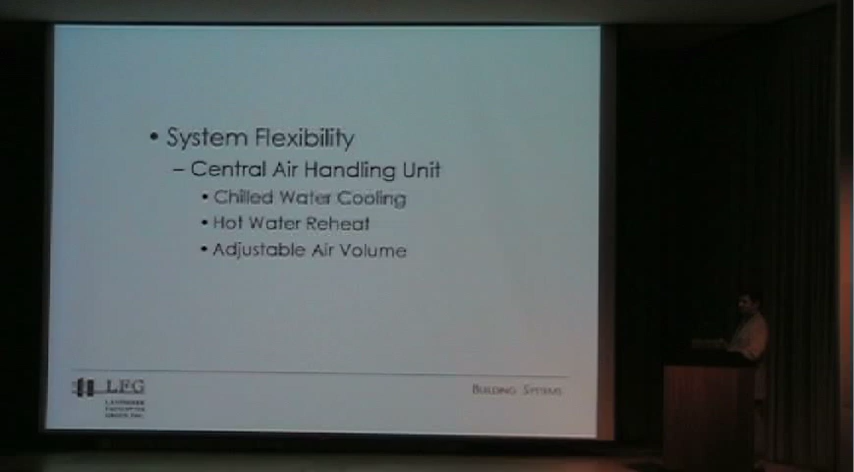 • System Flexibility
– Central Air Handling Unit
• Chilled Water Cooling
• Hot Water Reheat
• Adjustable Air Volume
LFG
BUILDING SYSTEMS